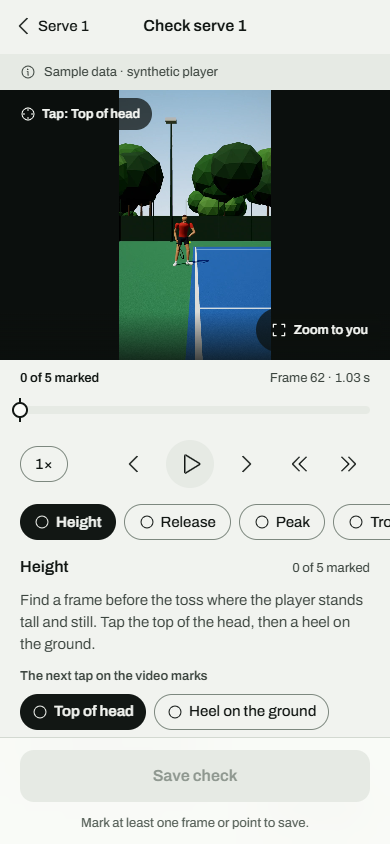 Serve 1
Check serve 1
Sample data · synthetic player
Tap: Top of head
Zoom to you
0 of 5 marked
Frame 62 · 1.03 s
1×
Height
Release
Peak
Tro
Height
0 of 5 marked
Find a frame before the toss where the player stands
tall and still. Tap the top of the head, then a heel on
the ground.
The next tap on the video marks
Top of head
Heel on the ground
Save check
Mark at least one frame or point to save.